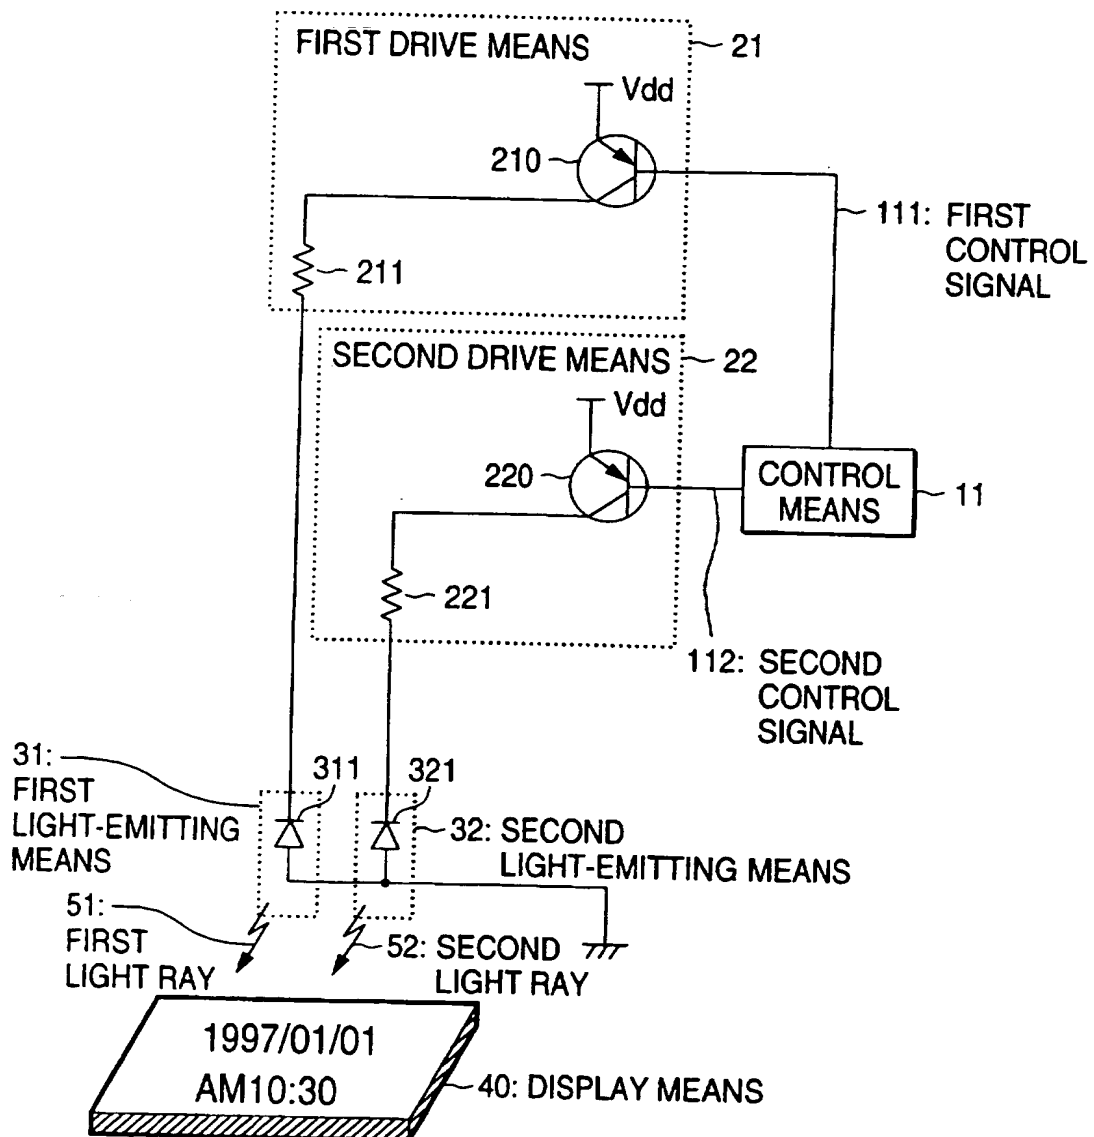 FIRST DRIVE MEANS
21
Vdd
210
211
111: FIRST
CONTROL
SIGNAL
SECOND DRIVE MEANS
22
Vdd
220
221
CONTROL
MEANS
11
112: SECOND
CONTROL
SIGNAL
31:
FIRST
LIGHT-EMITTING
MEANS
311
321
32: SECOND
LIGHT-EMITTING MEANS
51:
FIRST
LIGHT RAY
52: SECOND
LIGHT RAY
1997/01/01
AM10:30
40: DISPLAY MEANS